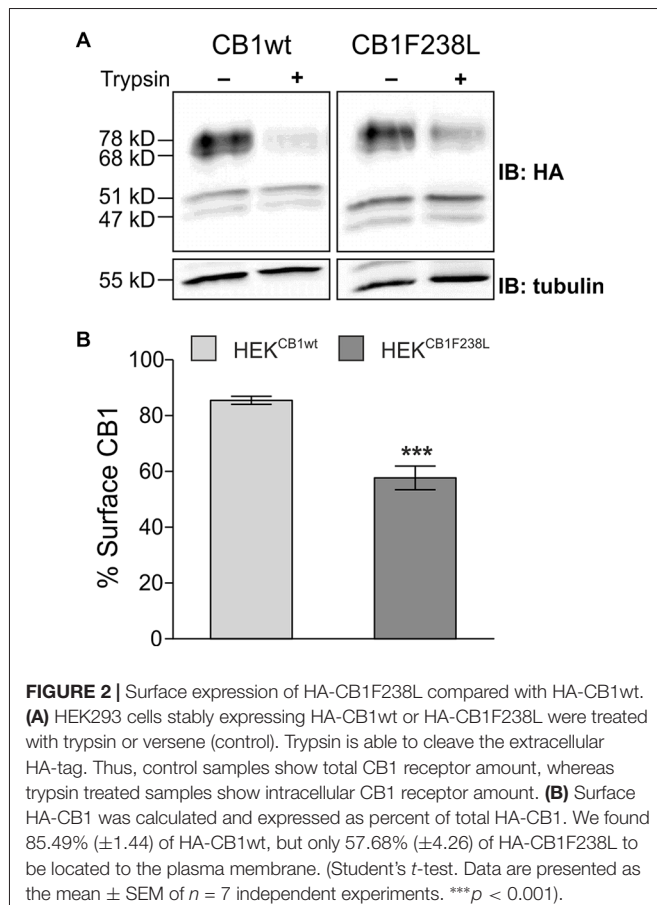 A
CB1wt CB1F238L
Trypsin – + – +
78 kD
68 kD
IB: HA
51 kD
47 kD
55 kD
IB: tubulin
B
HEK^CB1wt HEK^CB1F238L
100
80
60
40
20
0
% Surface CB1
***
FIGURE 2 | Surface expression of HA-CB1F238L compared with HA-CB1wt.
(A) HEK293 cells stably expressing HA-CB1wt or HA-CB1F238L were treated
with trypsin or versene (control). Trypsin is able to cleave the extracellular
HA-tag. Thus, control samples show total CB1 receptor amount, whereas
trypsin treated samples show intracellular CB1 receptor amount. (B) Surface
HA-CB1 was calculated and expressed as percent of total HA-CB1. We found
85.49% (±1.44) of HA-CB1wt, but only 57.68% (±4.26) of HA-CB1F238L to
be located to the plasma membrane. (Student's t-test. Data are presented as
the mean ± SEM of n = 7 independent experiments. ***p < 0.001).